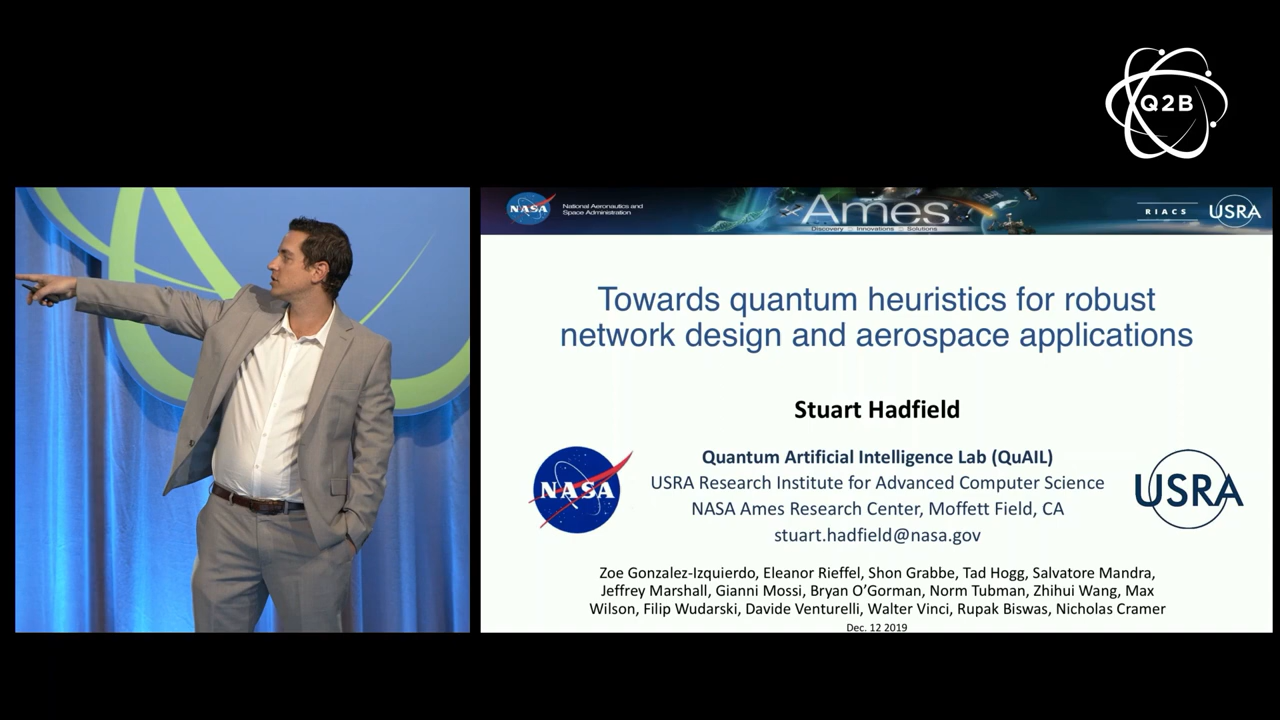 Q2B
NASA
National Aeronautics and
Space Administration
Ames
Discovery :: Innovations :: Solutions
RIACS
USRA
Towards quantum heuristics for robust
network design and aerospace applications
Stuart Hadfield
NASA
Quantum Artificial Intelligence Lab (QuAIL)
USRA Research Institute for Advanced Computer Science
NASA Ames Research Center, Moffett Field, CA
stuart.hadfield@nasa.gov
USRA
Zoe Gonzalez-Izquierdo, Eleanor Rieffel, Shon Grabbe, Tad Hogg, Salvatore Mandra,
Jeffrey Marshall, Gianni Mossi, Bryan O'Gorman, Norm Tubman, Zhihui Wang, Max
Wilson, Filip Wudarski, Davide Venturelli, Walter Vinci, Rupak Biswas, Nicholas Cramer
Dec. 12 2019